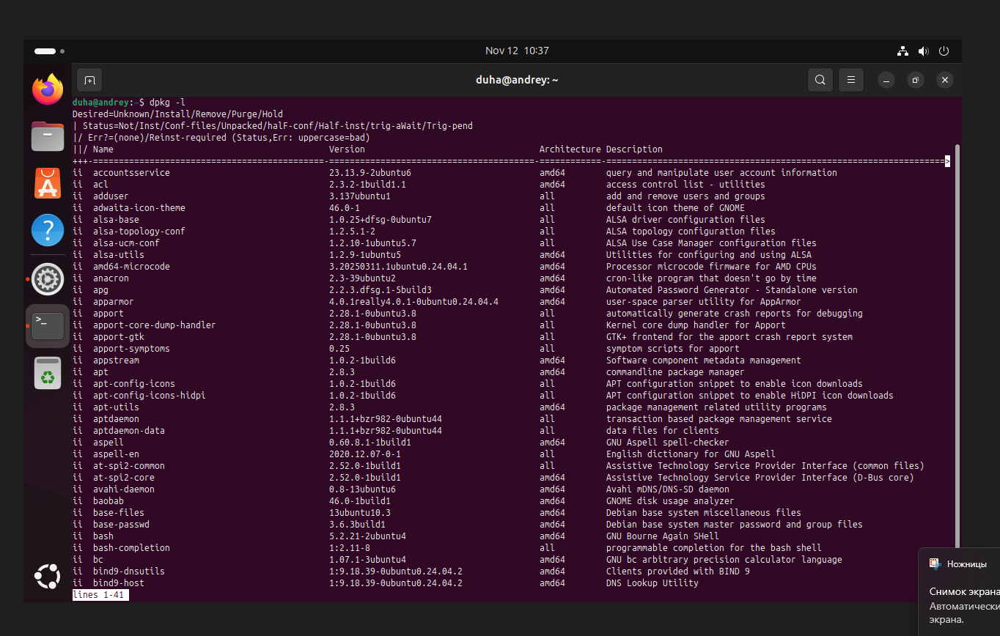 Nov 12 10:37
duha@andrey: ~
duha@andrey:~$ dpkg -l
Desired=Unknown/Install/Remove/Purge/Hold
| Status=Not/Inst/Conf-files/Unpacked/halF-conf/Half-inst/trig-aWait/Trig-pend
|/ Err?=(none)/Reinst-required (Status,Err: uppercase=bad)
||/ Name Version Architecture Description
+++-=============================================-========================================-============-==================================================================>
ii accountsservice 23.13.9-2ubuntu6 amd64 query and manipulate user account information
ii acl 2.3.2-1build1.1 amd64 access control list - utilities
ii adduser 3.137ubuntu1 all add and remove users and groups
ii adwaita-icon-theme 46.0-1 all default icon theme of GNOME
ii alsa-base 1.0.25+dfsg-0ubuntu7 all ALSA driver configuration files
ii alsa-topology-conf 1.2.5.1-2 all ALSA topology configuration files
ii alsa-ucm-conf 1.2.10-1ubuntu5.7 all ALSA Use Case Manager configuration files
ii alsa-utils 1.2.9-1ubuntu5 amd64 Utilities for configuring and using ALSA
ii amd64-microcode 3.20250311.1ubuntu0.24.04.1 amd64 Processor microcode firmware for AMD CPUs
ii anacron 2.3-39ubuntu2 amd64 cron-like program that doesn't go by time
ii apg 2.2.3.dfsg.1-5build3 amd64 Automated Password Generator - Standalone version
ii apparmor 4.0.1really4.0.1-0ubuntu0.24.04.4 amd64 user-space parser utility for AppArmor
ii apport 2.28.1-0ubuntu3.8 all automatically generate crash reports for debugging
ii apport-core-dump-handler 2.28.1-0ubuntu3.8 all Kernel core dump handler for Apport
ii apport-gtk 2.28.1-0ubuntu3.8 all GTK+ frontend for the apport crash report system
ii apport-symptoms 0.25 all symptom scripts for apport
ii appstream 1.0.2-1build6 amd64 Software component metadata management
ii apt 2.8.3 amd64 commandline package manager
ii apt-config-icons 1.0.2-1build6 all APT configuration snippet to enable icon downloads
ii apt-config-icons-hidpi 1.0.2-1build6 all APT configuration snippet to enable HiDPI icon downloads
ii apt-utils 2.8.3 amd64 package management related utility programs
ii aptdaemon 1.1.1+bzr982-0ubuntu44 all transaction based package management service
ii aptdaemon-data 1.1.1+bzr982-0ubuntu44 all data files for clients
ii aspell 0.60.8.1-1build1 amd64 GNU Aspell spell-checker
ii aspell-en 2020.12.07-0-1 all English dictionary for GNU Aspell
ii at-spi2-common 2.52.0-1build1 all Assistive Technology Service Provider Interface (common files)
ii at-spi2-core 2.52.0-1build1 amd64 Assistive Technology Service Provider Interface (D-Bus core)
ii avahi-daemon 0.8-13ubuntu6 amd64 Avahi mDNS/DNS-SD daemon
ii baobab 46.0-1build1 amd64 GNOME disk usage analyzer
ii base-files 13ubuntu10.3 amd64 Debian base system miscellaneous files
ii base-passwd 3.6.3build1 amd64 Debian base system master password and group files
ii bash 5.2.21-2ubuntu4 amd64 GNU Bourne Again SHell
ii bash-completion 1:2.11-8 all programmable completion for the bash shell
ii bc 1.07.1-3ubuntu4 amd64 GNU bc arbitrary precision calculator language
ii bind9-dnsutils 1:9.18.39-0ubuntu0.24.04.2 amd64 Clients provided with BIND 9
ii bind9-host 1:9.18.39-0ubuntu0.24.04.2 amd64 DNS Lookup Utility
lines 1-41
Ножницы
Снимок экрана
Автоматически
экрана.